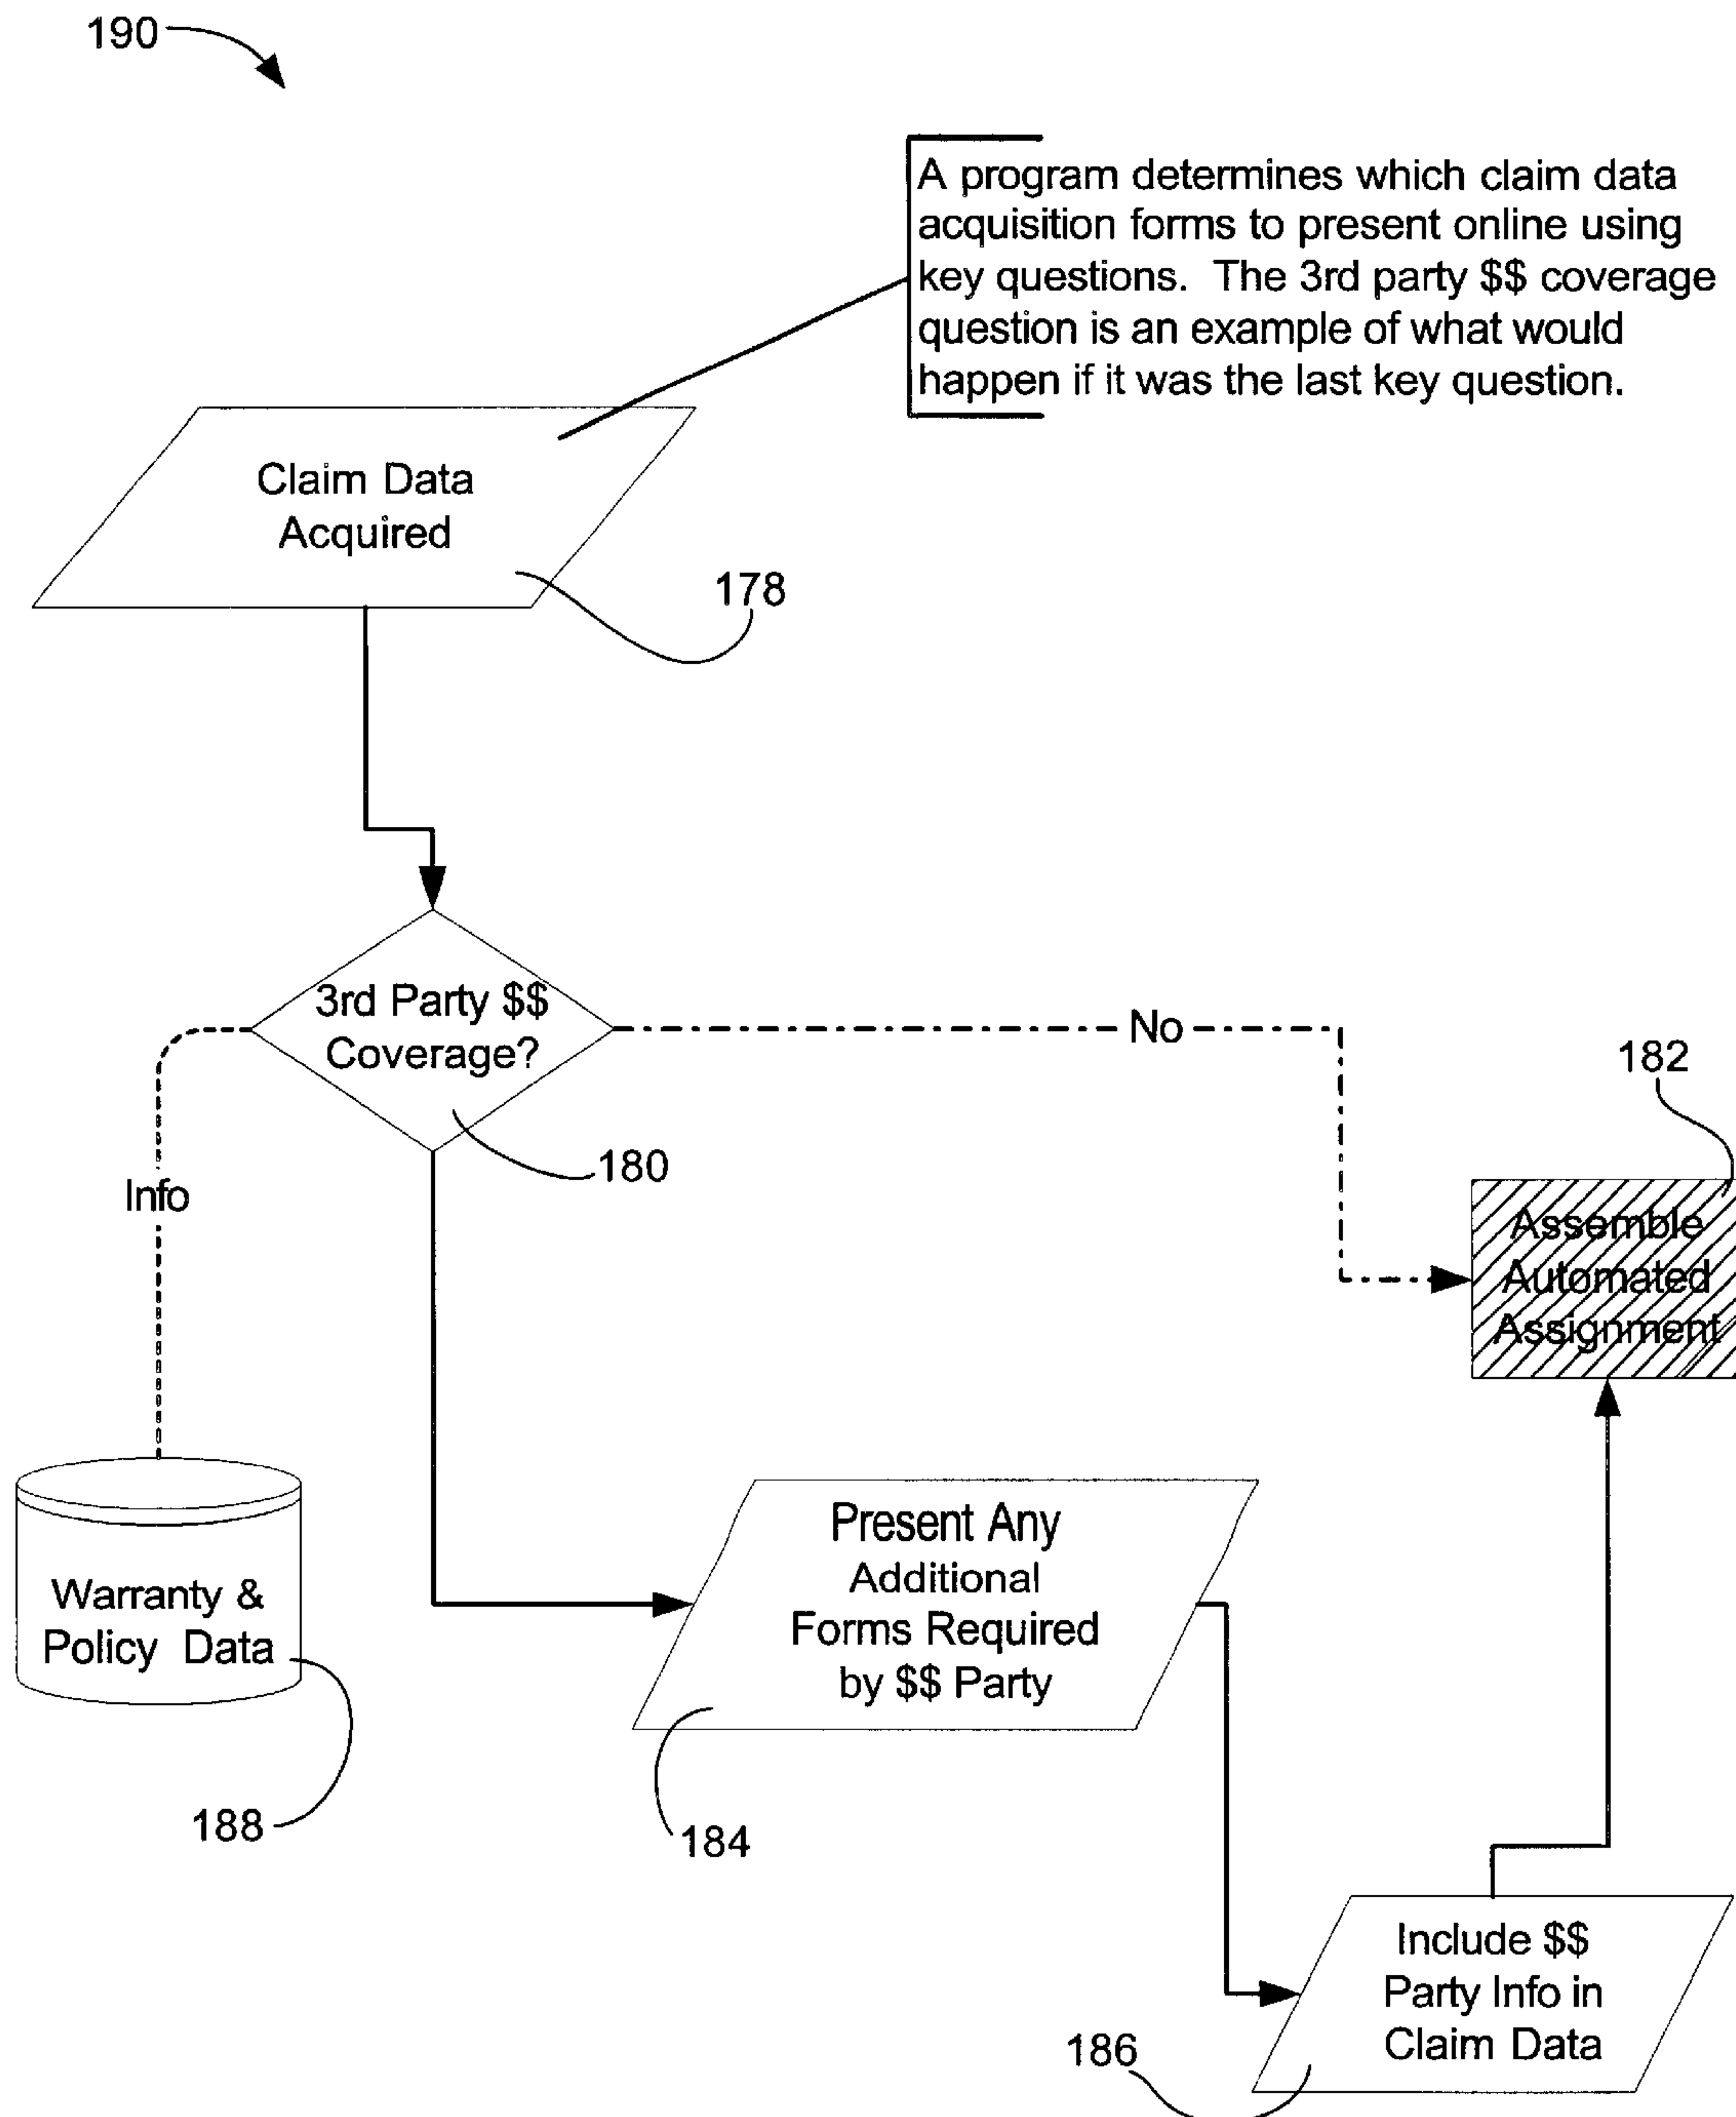 190
A program determines which claim data
acquisition forms to present online using
key questions.  The 3rd party $$ coverage
question is an example of what would
happen if it was the last key question.
Claim Data
Acquired
178
3rd Party $$
Coverage?
No
182
180
Info
Assemble
Automated
Assignment
Present Any
Additional
Forms Required
by $$ Party
Warranty &
Policy  Data
188
184
Include $$
Party Info in
Claim Data
186